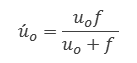 úₒ = uₒf / (uₒ + f)